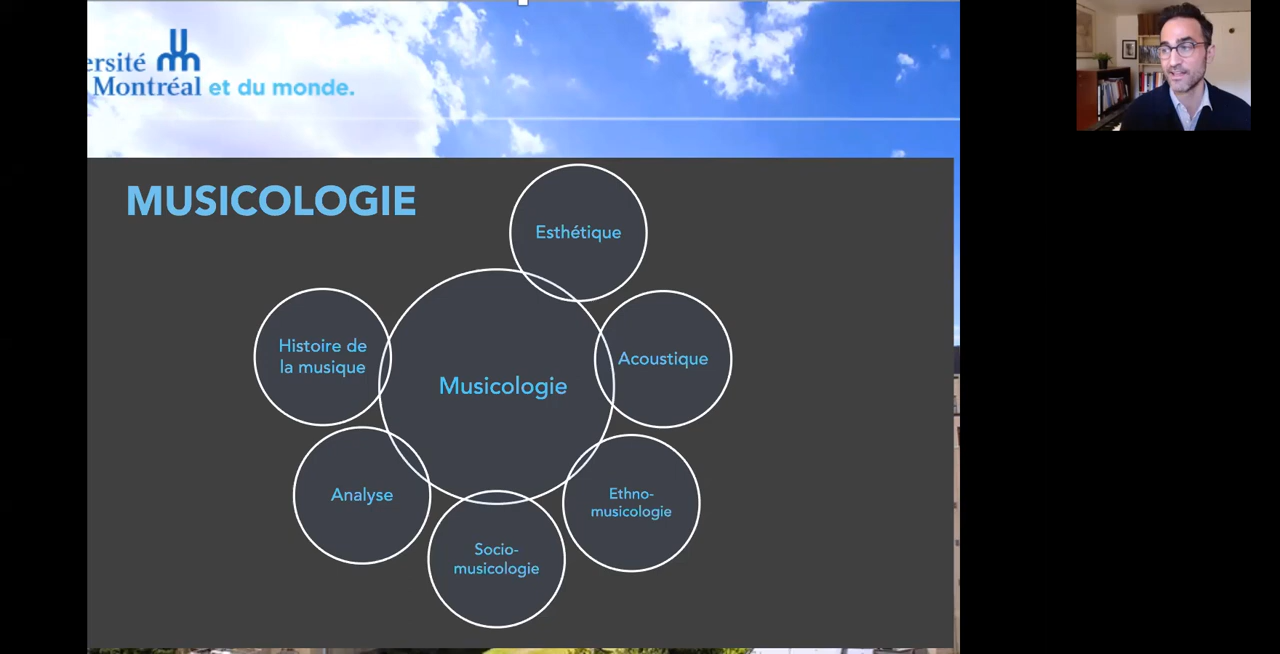 ersité
Montréal et du monde.
MUSICOLOGIE
Esthétique
Histoire de
la musique
Acoustique
Musicologie
Analyse
Ethno-
musicologie
Socio-
musicologie